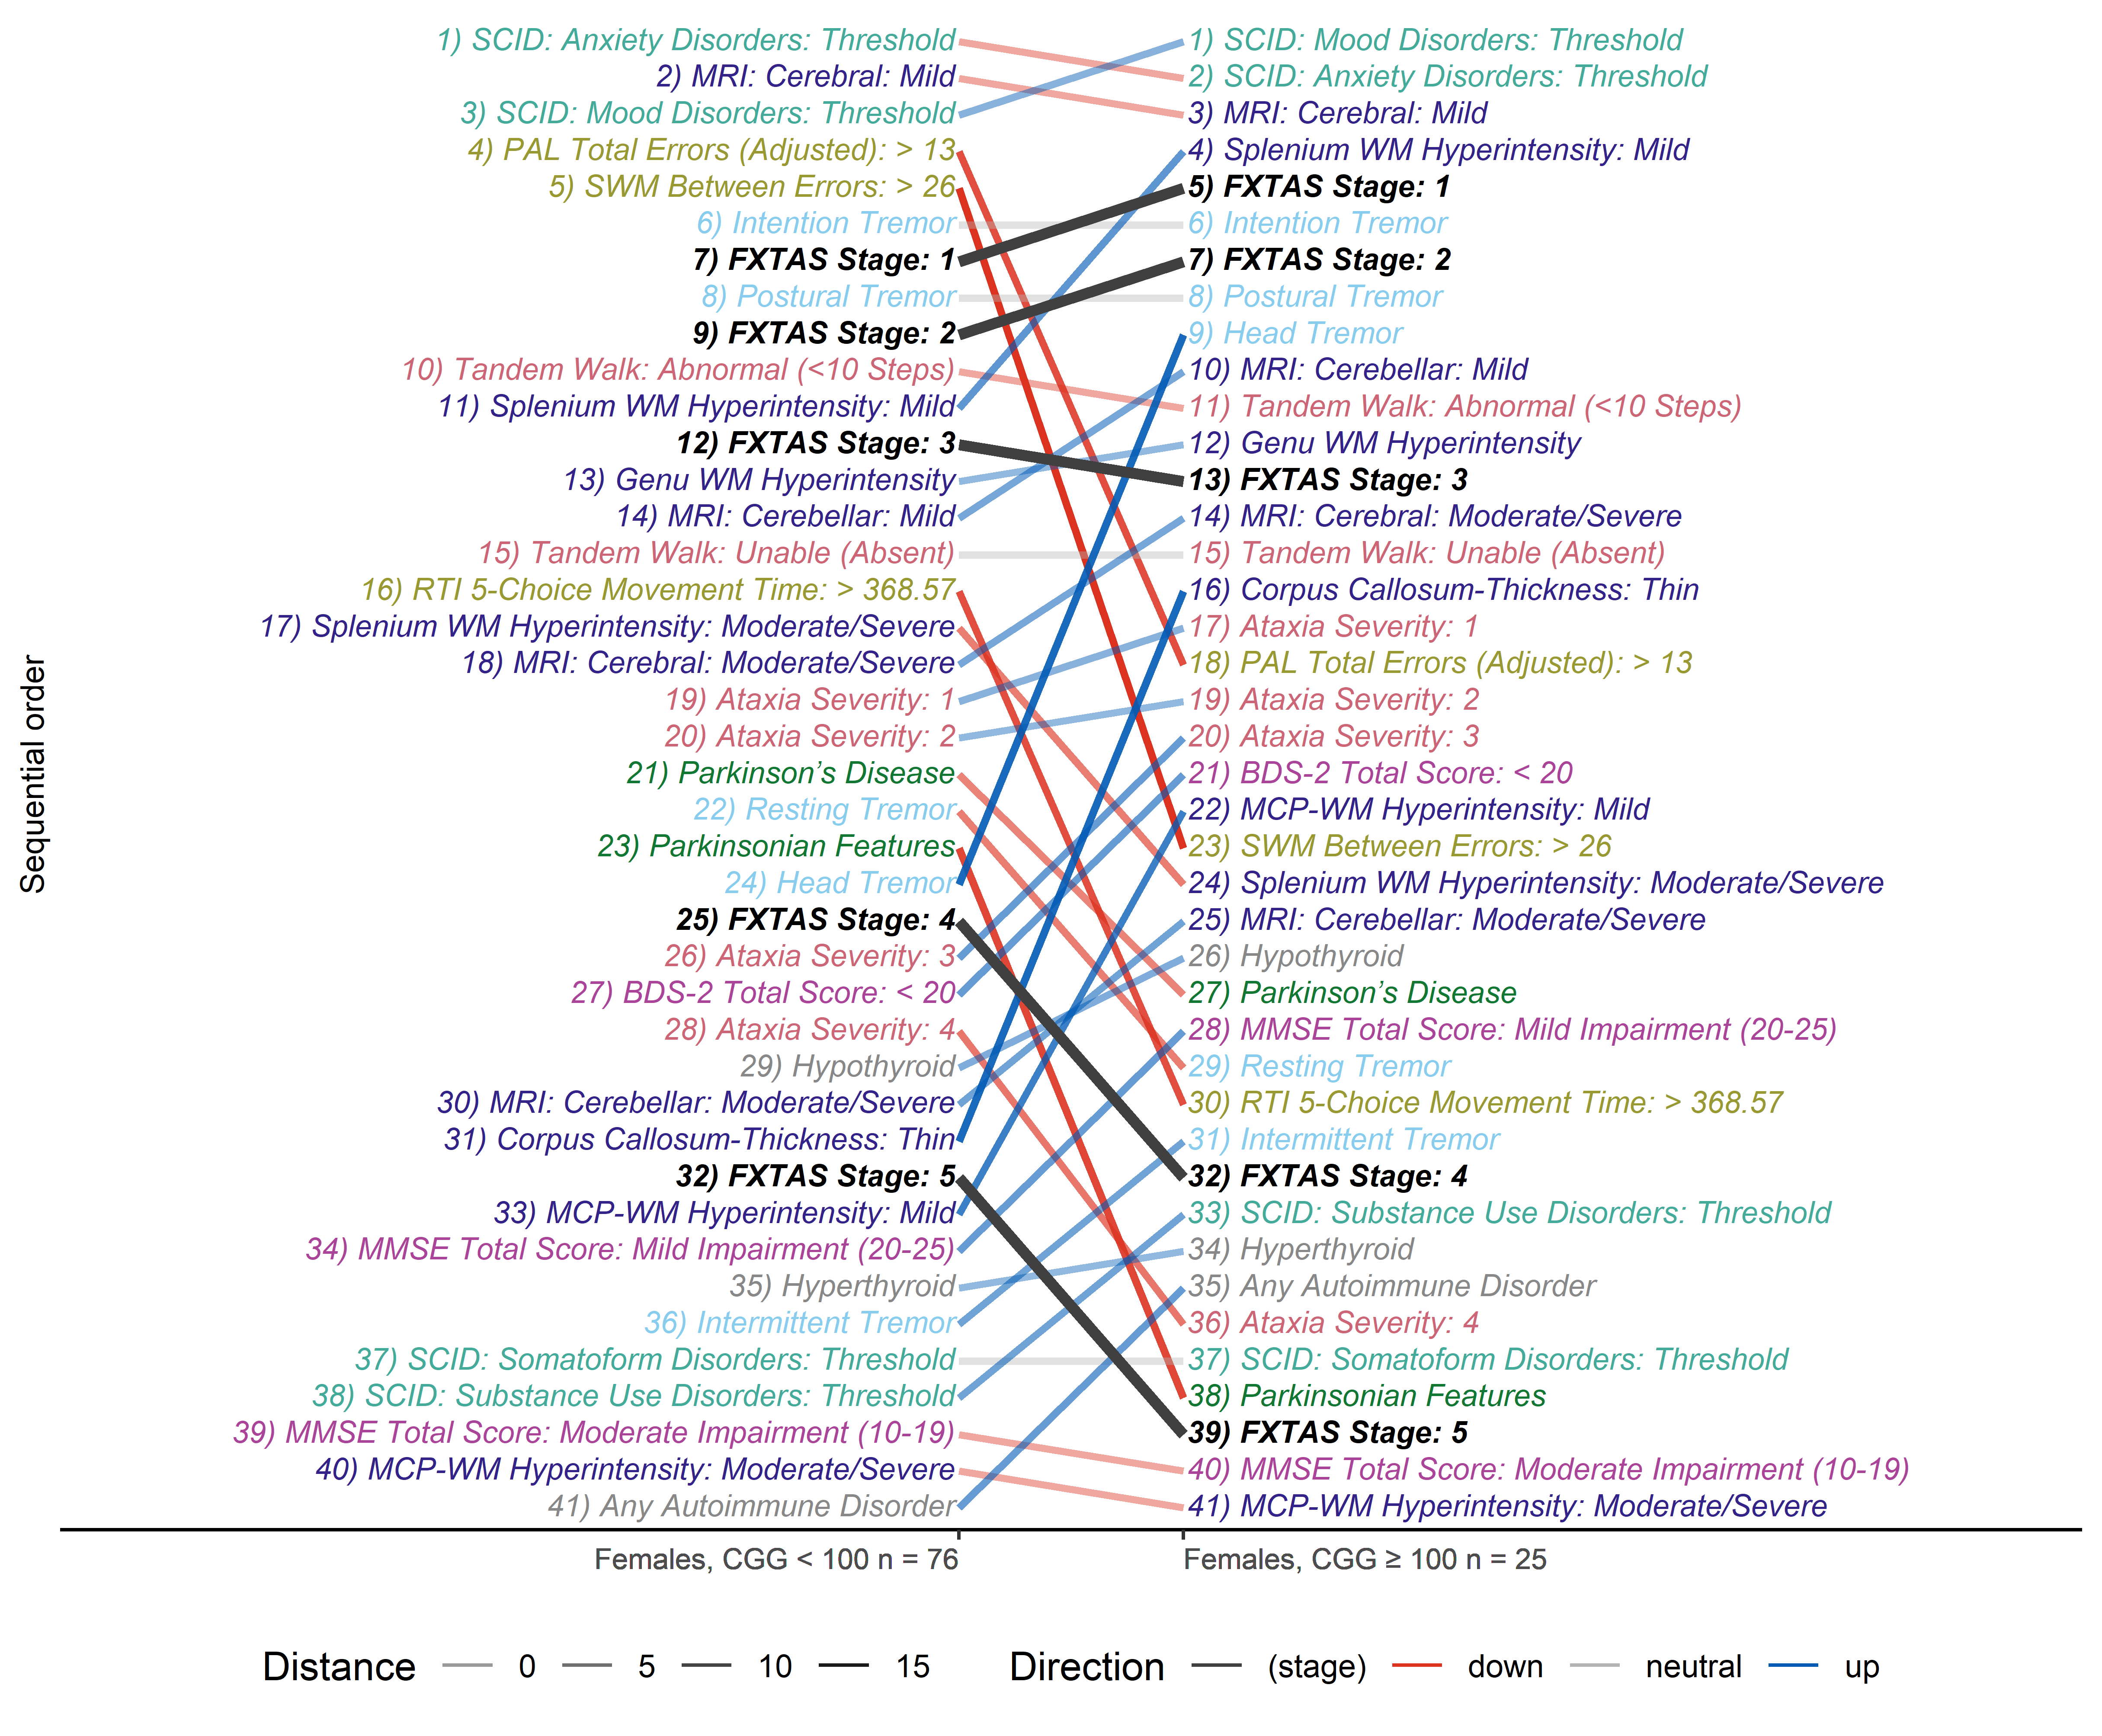 Sequential order
1) SCID: Anxiety Disorders: Threshold
2) MRI: Cerebral: Mild
3) SCID: Mood Disorders: Threshold
4) PAL Total Errors (Adjusted): > 13
5) SWM Between Errors: > 26
6) Intention Tremor
7) FXTAS Stage: 1
8) Postural Tremor
9) FXTAS Stage: 2
10) Tandem Walk: Abnormal (<10 Steps)
11) Splenium WM Hyperintensity: Mild
12) FXTAS Stage: 3
13) Genu WM Hyperintensity
14) MRI: Cerebellar: Mild
15) Tandem Walk: Unable (Absent)
16) RTI 5-Choice Movement Time: > 368.57
17) Splenium WM Hyperintensity: Moderate/Severe
18) MRI: Cerebral: Moderate/Severe
19) Ataxia Severity: 1
20) Ataxia Severity: 2
21) Parkinson’s Disease
22) Resting Tremor
23) Parkinsonian Features
24) Head Tremor
25) FXTAS Stage: 4
26) Ataxia Severity: 3
27) BDS-2 Total Score: < 20
28) Ataxia Severity: 4
29) Hypothyroid
30) MRI: Cerebellar: Moderate/Severe
31) Corpus Callosum-Thickness: Thin
32) FXTAS Stage: 5
33) MCP-WM Hyperintensity: Mild
34) MMSE Total Score: Mild Impairment (20-25)
35) Hyperthyroid
36) Intermittent Tremor
37) SCID: Somatoform Disorders: Threshold
38) SCID: Substance Use Disorders: Threshold
39) MMSE Total Score: Moderate Impairment (10-19)
40) MCP-WM Hyperintensity: Moderate/Severe
41) Any Autoimmune Disorder
1) SCID: Mood Disorders: Threshold
2) SCID: Anxiety Disorders: Threshold
3) MRI: Cerebral: Mild
4) Splenium WM Hyperintensity: Mild
5) FXTAS Stage: 1
6) Intention Tremor
7) FXTAS Stage: 2
8) Postural Tremor
9) Head Tremor
10) MRI: Cerebellar: Mild
11) Tandem Walk: Abnormal (<10 Steps)
12) Genu WM Hyperintensity
13) FXTAS Stage: 3
14) MRI: Cerebral: Moderate/Severe
15) Tandem Walk: Unable (Absent)
16) Corpus Callosum-Thickness: Thin
17) Ataxia Severity: 1
18) PAL Total Errors (Adjusted): > 13
19) Ataxia Severity: 2
20) Ataxia Severity: 3
21) BDS-2 Total Score: < 20
22) MCP-WM Hyperintensity: Mild
23) SWM Between Errors: > 26
24) Splenium WM Hyperintensity: Moderate/Severe
25) MRI: Cerebellar: Moderate/Severe
26) Hypothyroid
27) Parkinson’s Disease
28) MMSE Total Score: Mild Impairment (20-25)
29) Resting Tremor
30) RTI 5-Choice Movement Time: > 368.57
31) Intermittent Tremor
32) FXTAS Stage: 4
33) SCID: Substance Use Disorders: Threshold
34) Hyperthyroid
35) Any Autoimmune Disorder
36) Ataxia Severity: 4
37) SCID: Somatoform Disorders: Threshold
38) Parkinsonian Features
39) FXTAS Stage: 5
40) MMSE Total Score: Moderate Impairment (10-19)
41) MCP-WM Hyperintensity: Moderate/Severe
Females, CGG < 100 n = 76
Females, CGG ≥ 100 n = 25
Distance 0 5 10 15 Direction (stage) down neutral up